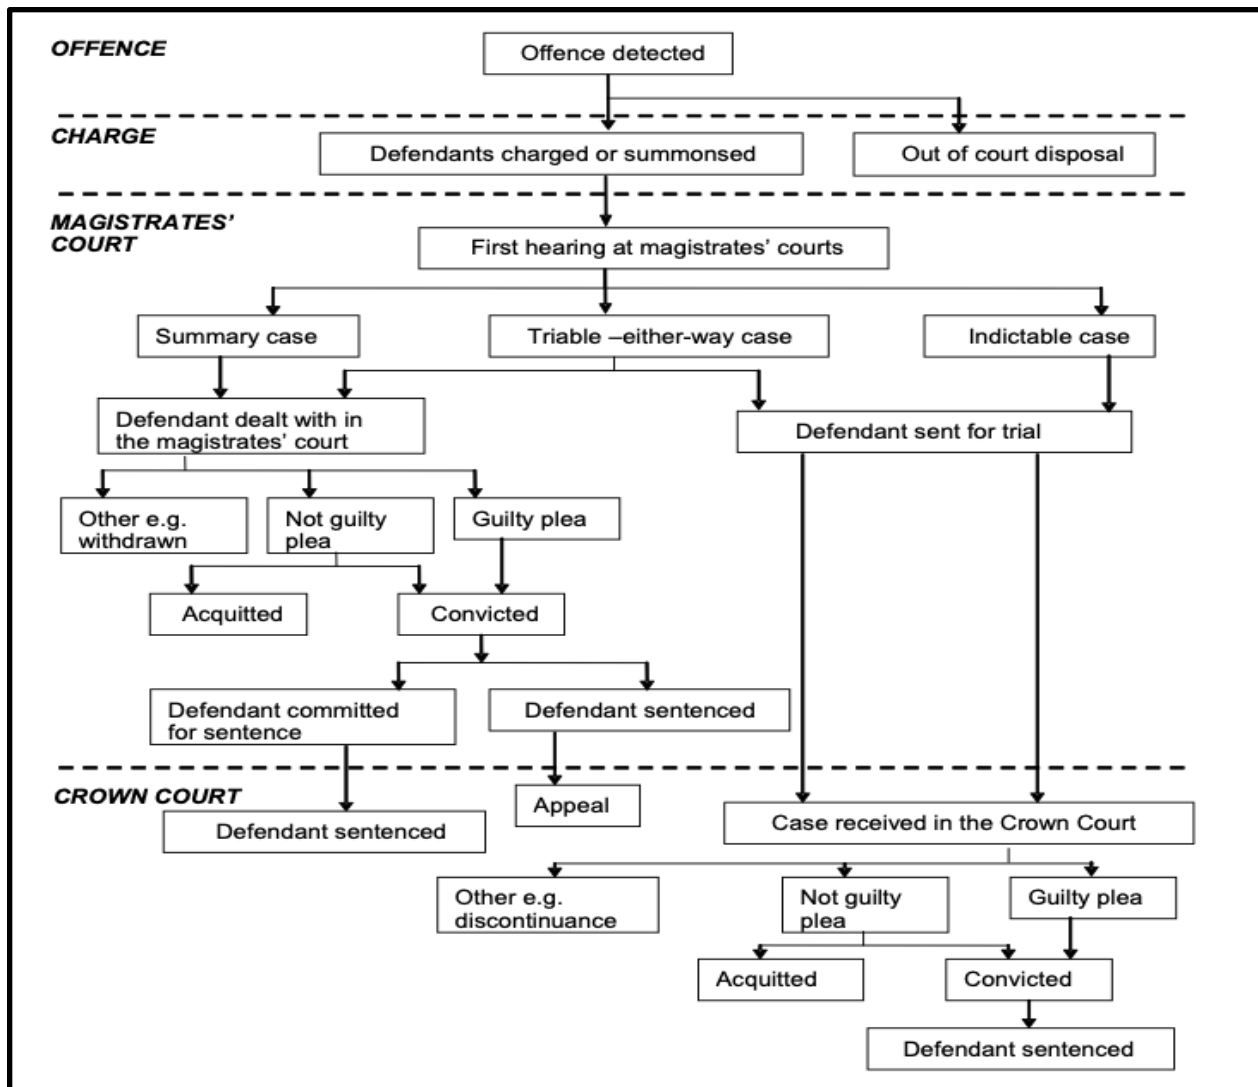 OFFENCE
Offence detected
CHARGE
Defendants charged or summonsed
Out of court disposal
MAGISTRATES’
COURT
First hearing at magistrates’ courts
Summary case
Triable –either-way case
Indictable case
Defendant dealt with in
the magistrates’ court
Defendant sent for trial
Other e.g.
withdrawn
Not guilty
plea
Guilty plea
Acquitted
Convicted
Defendant committed
for sentence
Defendant sentenced
CROWN COURT
Appeal
Defendant sentenced
Case received in the Crown Court
Other e.g.
discontinuance
Not guilty
plea
Guilty plea
Acquitted
Convicted
Defendant sentenced